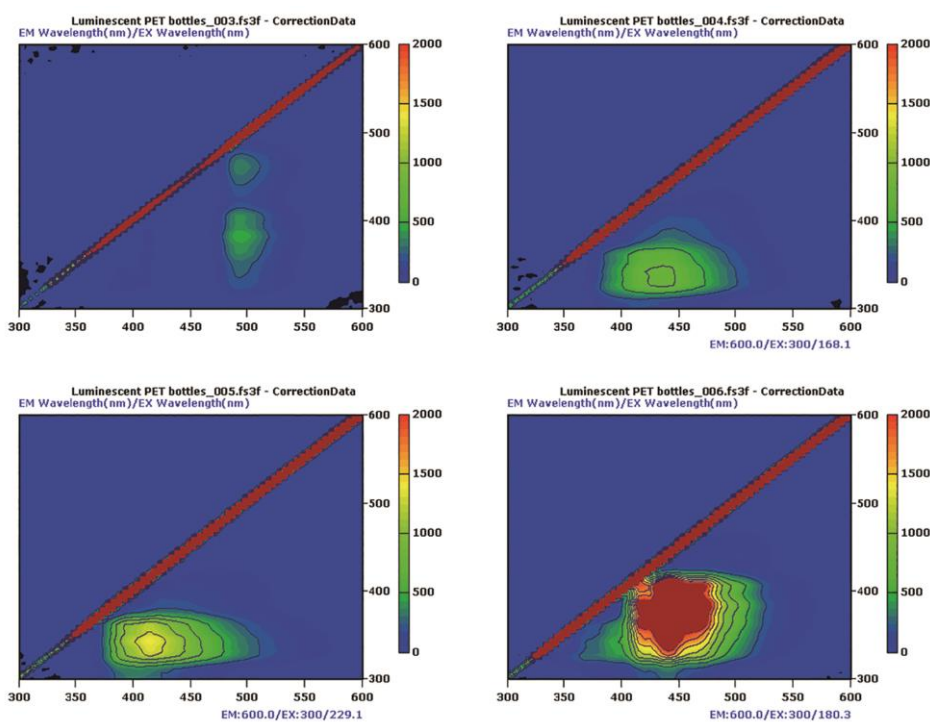 Luminescent PET bottles_003.fs3f - CorrectionData
EM Wavelength(nm)/EX Wavelength(nm)
600
500
400
300
300 350 400 450 500 550 600
2000
1500
1000
500
0
Luminescent PET bottles_004.fs3f - CorrectionData
EM Wavelength(nm)/EX Wavelength(nm)
600
500
400
300
300 350 400 450 500 550 600
2000
1500
1000
500
0
EM:600.0/EX:300/168.1
Luminescent PET bottles_005.fs3f - CorrectionData
EM Wavelength(nm)/EX Wavelength(nm)
600
500
400
300
300 350 400 450 500 550 600
2000
1500
1000
500
0
EM:600.0/EX:300/229.1
Luminescent PET bottles_006.fs3f - CorrectionData
EM Wavelength(nm)/EX Wavelength(nm)
600
500
400
300
300 350 400 450 500 550 600
2000
1500
1000
500
0
EM:600.0/EX:300/180.3